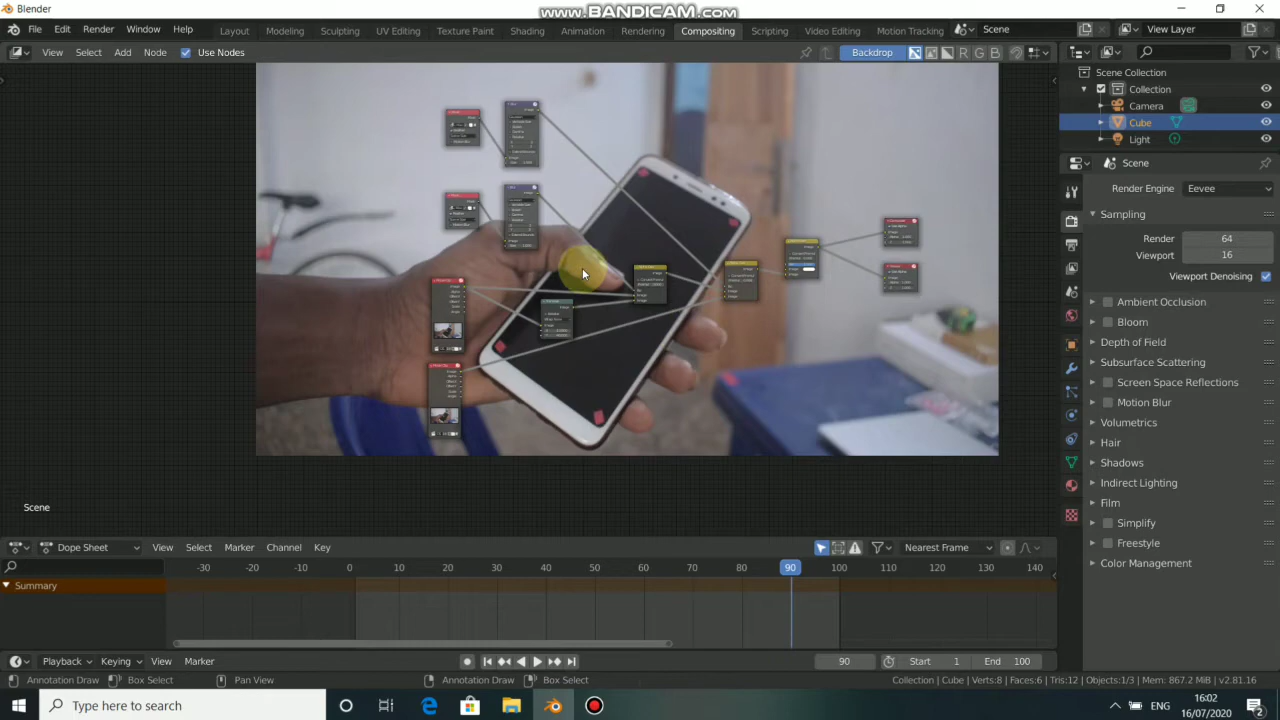 Blender
www.BANDICAM.com
File Edit Render Window Help
Layout Modeling Sculpting UV Editing Texture Paint Shading Animation Rendering Compositing Scripting Video Editing Motion Tracking
Scene
View Layer
View Select Add Node Use Nodes
Backdrop
R G B
Scene Collection
Collection
Camera
Cube
Light
Scene
Render Engine Eevee
Sampling
Render 64
Viewport 16
Viewport Denoising
Ambient Occlusion
Bloom
Depth of Field
Subsurface Scattering
Screen Space Reflections
Motion Blur
Volumetrics
Hair
Shadows
Indirect Lighting
Film
Simplify
Freestyle
Color Management
Scene
Dope Sheet View Select Marker Channel Key
Nearest Frame
-30 -20 -10 0 10 20 30 40 50 60 70 80 90 100 110 120 130 140
Summary
Playback Keying View Marker
90 Start 1 End 100
Annotation Draw Box Select Pan View Annotation Draw Box Select
Collection | Cube | Verts:8 | Faces:6 | Tris:12 | Objects:1/3 | Mem: 867.2 MiB | v2.81.16
Type here to search
ENG
16:02
16/07/2020
2